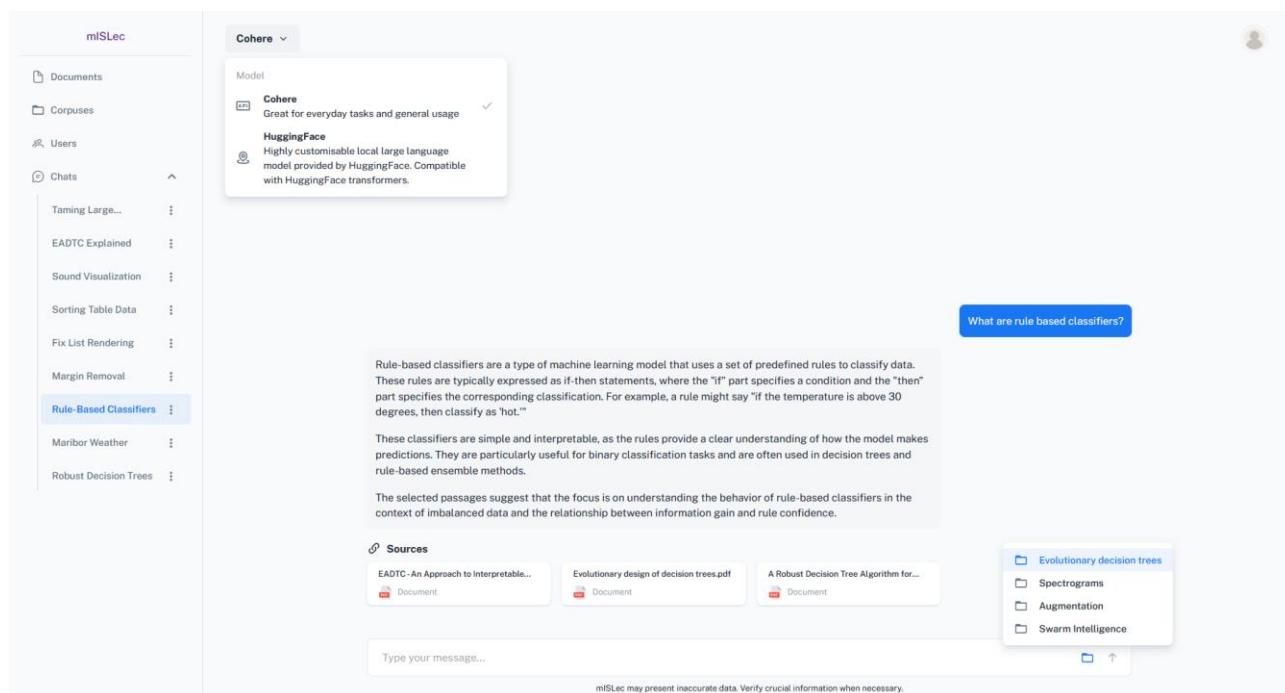 mISLec
Documents
Corpuses
Users
Chats
Taming Large...
EADTC Explained
Sound Visualization
Sorting Table Data
Fix List Rendering
Margin Removal
Rule-Based Classifiers
Maribor Weather
Robust Decision Trees
Cohere
Model
API
Cohere
Great for everyday tasks and general usage
HuggingFace
Highly customisable local large language
model provided by HuggingFace. Compatible
with HuggingFace transformers.
What are rule based classifiers?
Rule-based classifiers are a type of machine learning model that uses a set of predefined rules to classify data.
These rules are typically expressed as if-then statements, where the "if" part specifies a condition and the "then"
part specifies the corresponding classification. For example, a rule might say "if the temperature is above 30
degrees, then classify as 'hot.'"
These classifiers are simple and interpretable, as the rules provide a clear understanding of how the model makes
predictions. They are particularly useful for binary classification tasks and are often used in decision trees and
rule-based ensemble methods.
The selected passages suggest that the focus is on understanding the behavior of rule-based classifiers in the
context of imbalanced data and the relationship between information gain and rule confidence.
Sources
EADTC - An Approach to Interpretable...
Document
Evolutionary design of decision trees.pdf
Document
A Robust Decision Tree Algorithm for...
Document
Evolutionary decision trees
Spectrograms
Augmentation
Swarm Intelligence
Type your message...
mISLec may present inaccurate data. Verify crucial information when necessary.